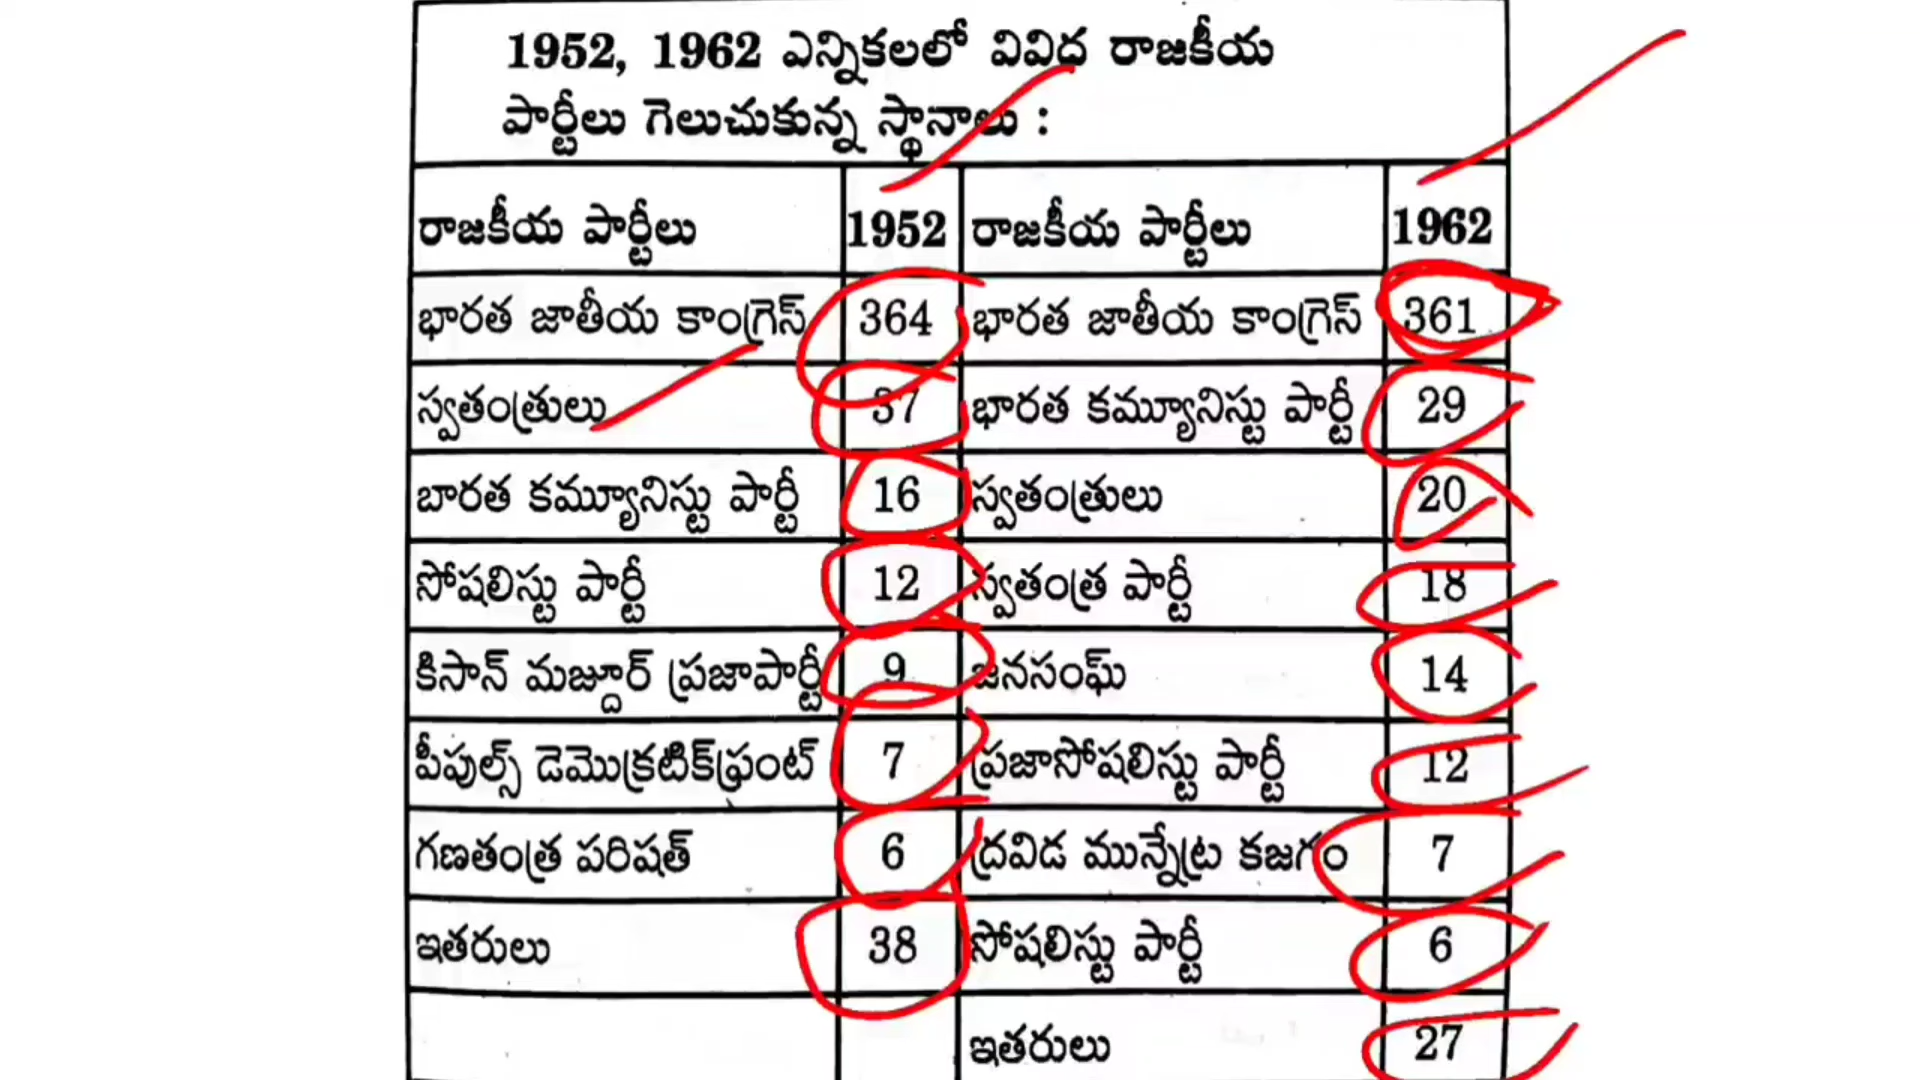 1952, 1962 ఎన్నికలలో వివిధ రాజకీయ
పార్టీలు గెలుచుకున్న స్థానాలు :
రాజకీయ పార్టీలు 1952 రాజకీయ పార్టీలు 1962
భారత జాతీయ కాంగ్రెస్ 364 భారత జాతీయ కాంగ్రెస్ 361
స్వతంత్రులు 37 భారత కమ్యూనిస్టు పార్టీ 29
బారత కమ్యూనిస్టు పార్టీ 16 స్వతంత్రులు 20
సోషలిస్టు పార్టీ 12 స్వతంత్ర పార్టీ 18
కిసాన్ మజ్దూర్ ప్రజాపార్టీ 9 జనసంఘ్ 14
పీపుల్స్ డెమొక్రటిక్‌ఫ్రంట్ 7 ప్రజాసోషలిస్టు పార్టీ 12
గణతంత్ర పరిషత్ 6 ద్రవిడ మున్నేట్ర కజగం 7
ఇతరులు 38 సోషలిస్టు పార్టీ 6
ఇతరులు 27